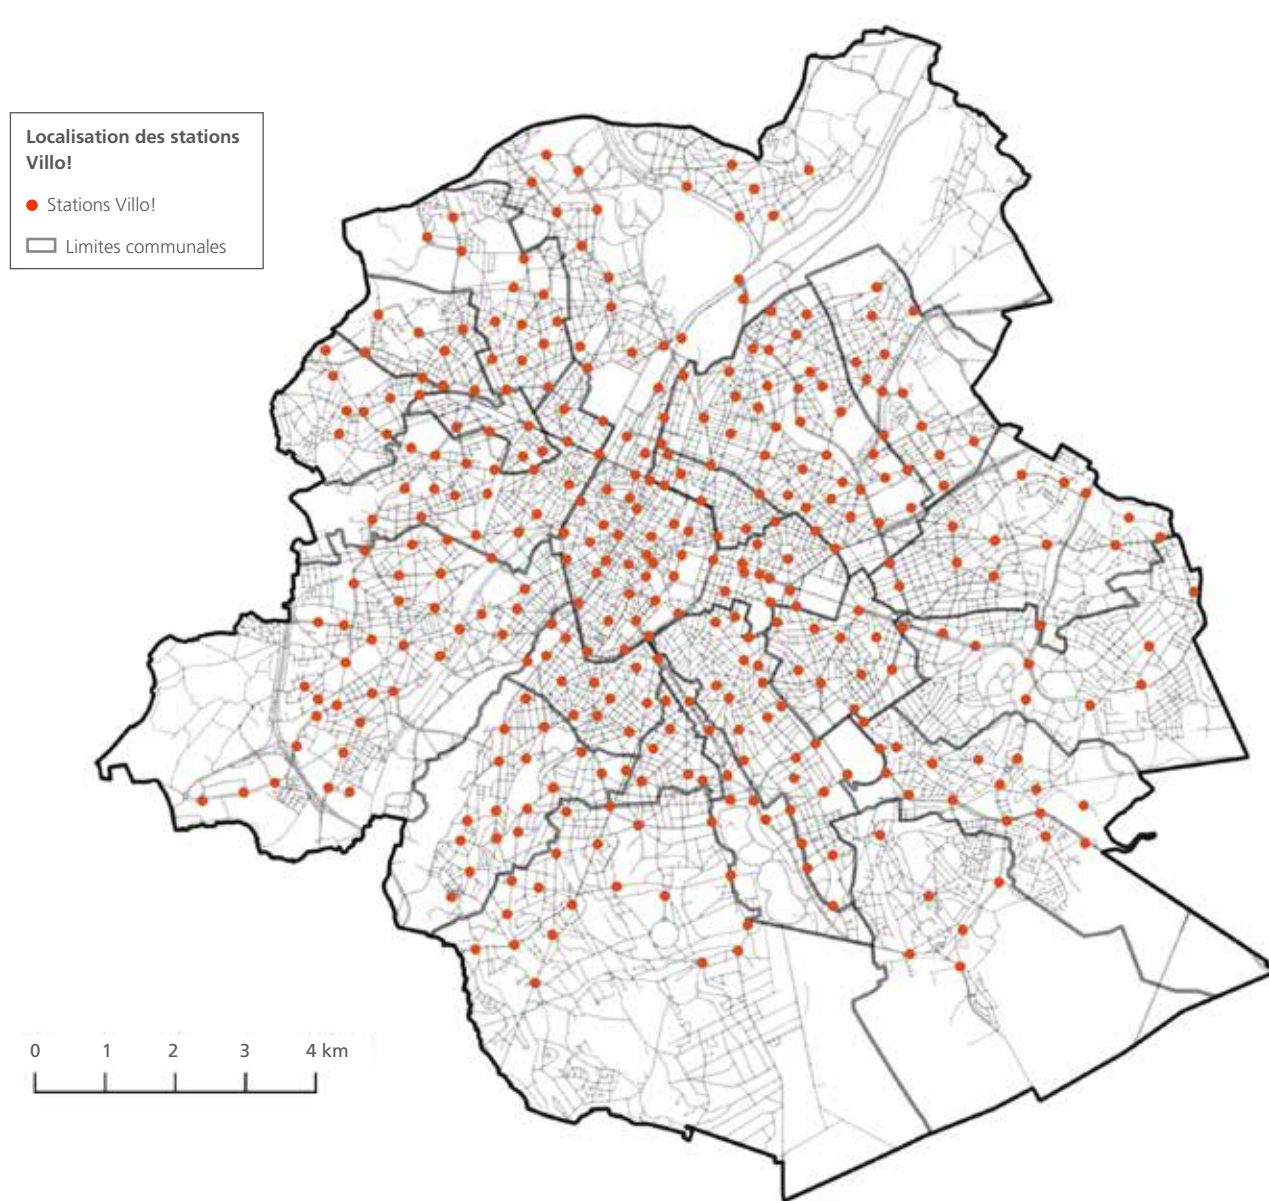 Localisation des stations
Villo!
Stations Villo!
Limites communales
0 1 2 3 4 km